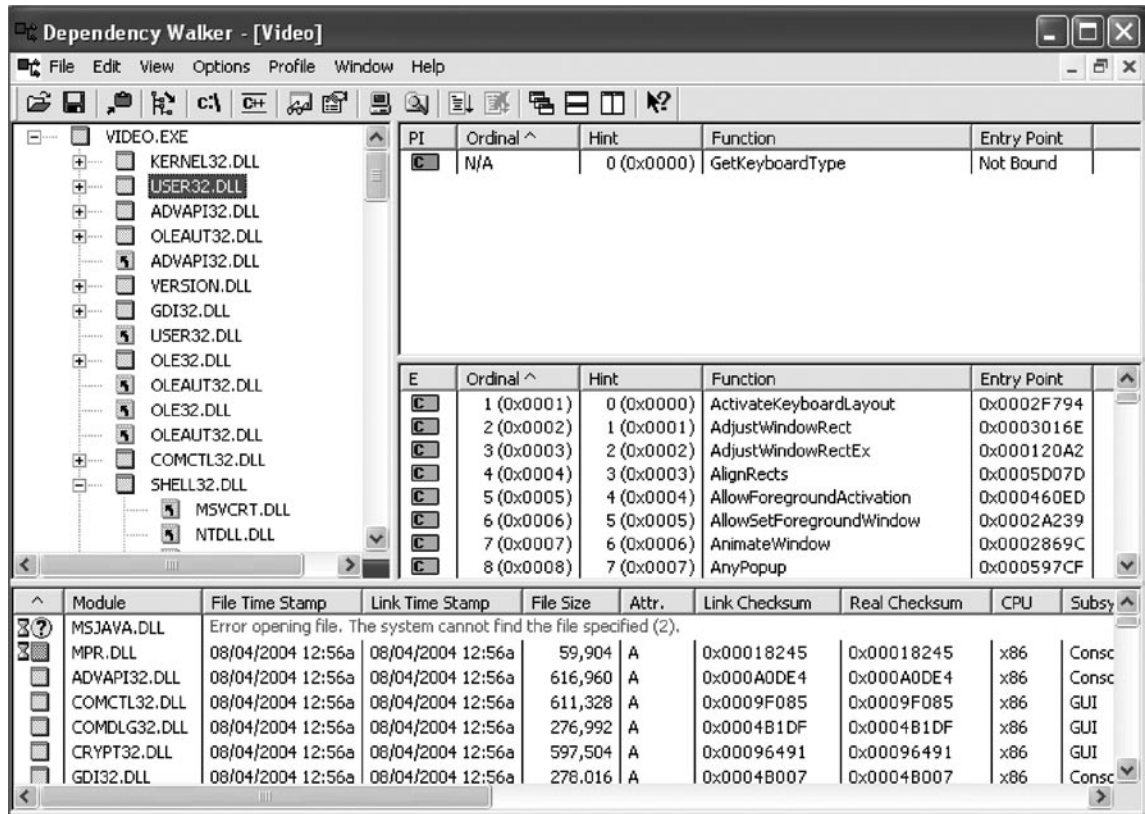 Dependency Walker - [Video]
File Edit View Options Profile Window Help
C:\ C++
VIDEO.EXE
KERNEL32.DLL
USER32.DLL
ADVAPI32.DLL
OLEAUT32.DLL
ADVAPI32.DLL
VERSION.DLL
GDI32.DLL
USER32.DLL
OLE32.DLL
OLEAUT32.DLL
OLE32.DLL
OLEAUT32.DLL
COMCTL32.DLL
SHELL32.DLL
MSVCRT.DLL
NTDLL.DLL
PI Ordinal ^ Hint Function Entry Point
C N/A 0 (0x0000) GetKeyboardType Not Bound
E Ordinal ^ Hint Function Entry Point
C 1 (0x0001) 0 (0x0000) ActivateKeyboardLayout 0x0002F794
C 2 (0x0002) 1 (0x0001) AdjustWindowRect 0x0003016E
C 3 (0x0003) 2 (0x0002) AdjustWindowRectEx 0x000120A2
C 4 (0x0004) 3 (0x0003) AlignRects 0x0005D07D
C 5 (0x0005) 4 (0x0004) AllowForegroundActivation 0x000460ED
C 6 (0x0006) 5 (0x0005) AllowSetForegroundWindow 0x0002A239
C 7 (0x0007) 6 (0x0006) AnimateWindow 0x0002869C
C 8 (0x0008) 7 (0x0007) AnyPopup 0x000597CF
^ Module File Time Stamp Link Time Stamp File Size Attr. Link Checksum Real Checksum CPU Subsy
MSJAVA.DLL Error opening file. The system cannot find the file specified (2).
MPR.DLL 08/04/2004 12:56a 08/04/2004 12:56a 59,904 A 0x00018245 0x00018245 x86 Consc
ADVAPI32.DLL 08/04/2004 12:56a 08/04/2004 12:56a 616,960 A 0x000A0DE4 0x000A0DE4 x86 Consc
COMCTL32.DLL 08/04/2004 12:56a 08/04/2004 12:56a 611,328 A 0x0009F085 0x0009F085 x86 GUI
COMDLG32.DLL 08/04/2004 12:56a 08/04/2004 12:56a 276,992 A 0x0004B1DF 0x0004B1DF x86 GUI
CRYPT32.DLL 08/04/2004 12:56a 08/04/2004 12:56a 597,504 A 0x00096491 0x00096491 x86 GUI
GDI32.DLL 08/04/2004 12:56a 08/04/2004 12:56a 278,016 A 0x0004B007 0x0004B007 x86 Consc